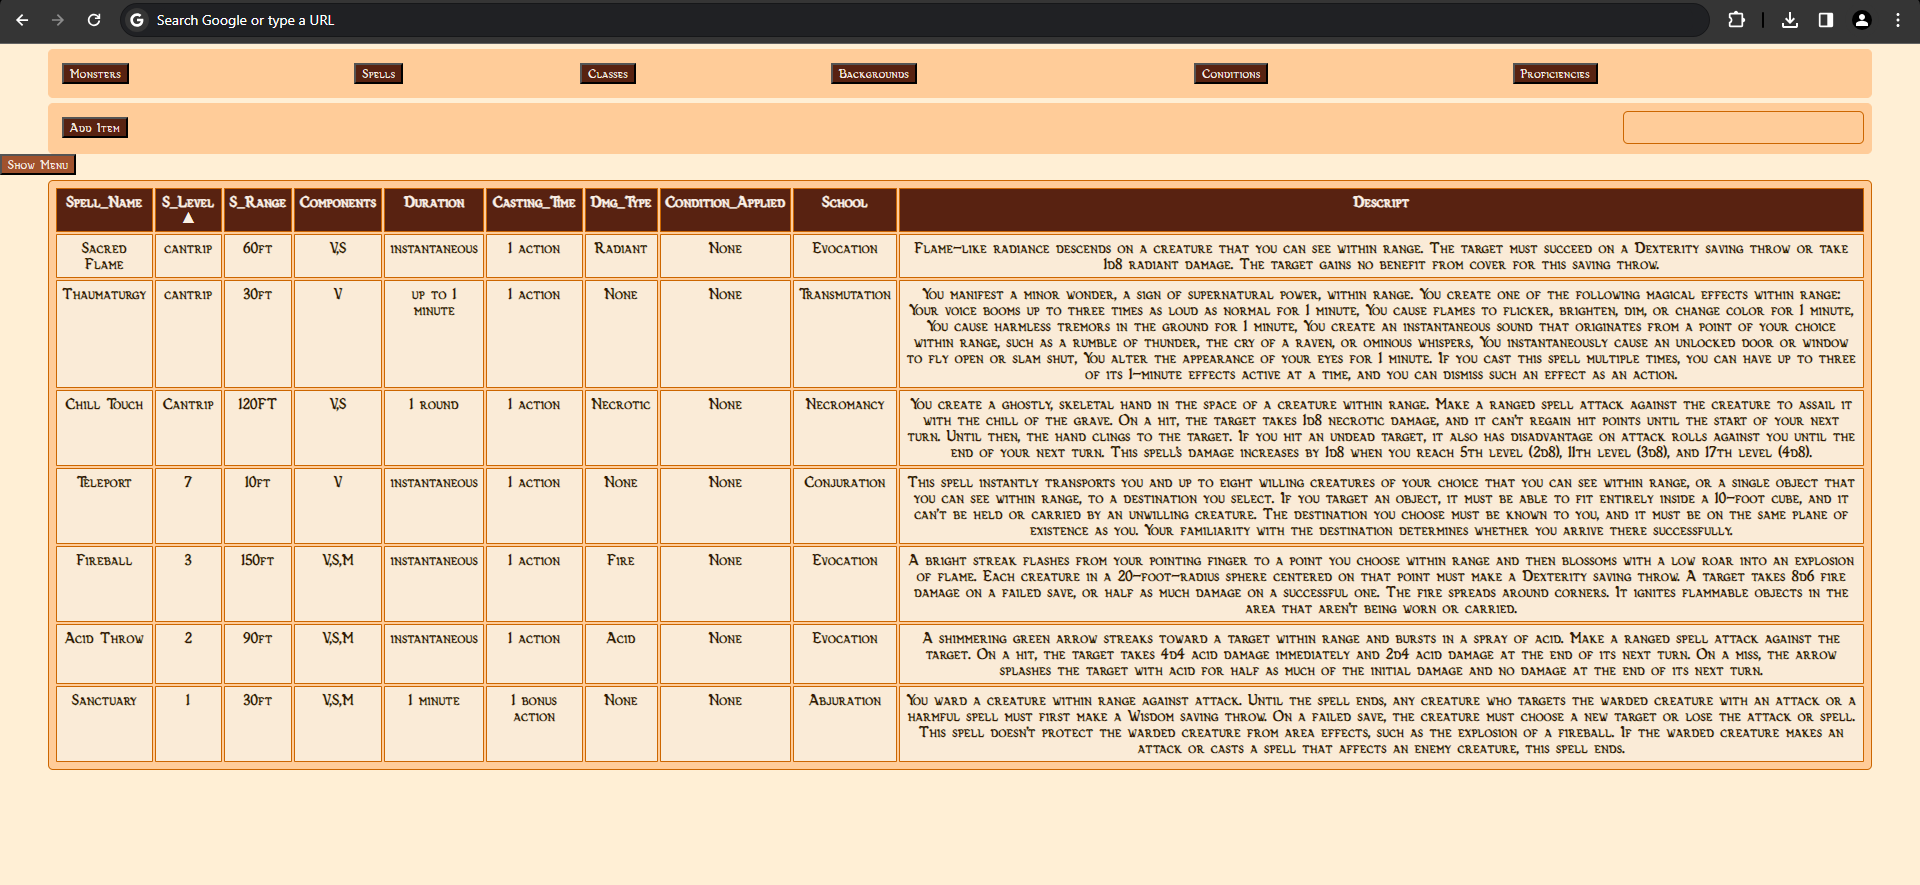 Search Google or type a URL
Monsters Spells Classes Backgrounds Conditions Proficiencies
Add Item
Show Menu
Spell_Name S_Level ▲ S_Range Components Duration Casting_Time Dmg_Type Condition_Applied School Descript
Sacred Flame cantrip 60ft V,S instantaneous 1 action Radiant None Evocation Flame-like radiance descends on a creature that you can see within range. The target must succeed on a Dexterity saving throw or take
1d8 radiant damage. The target gains no benefit from cover for this saving throw.
Thaumaturgy cantrip 30ft V up to 1 minute 1 action None None Transmutation You manifest a minor wonder, a sign of supernatural power, within range. You create one of the following magical effects within range:
Your voice booms up to three times as loud as normal for 1 minute, You cause flames to flicker, brighten, dim, or change color for 1 minute,
You cause harmless tremors in the ground for 1 minute, You create an instantaneous sound that originates from a point of your choice
within range, such as a rumble of thunder, the cry of a raven, or ominous whispers, You instantaneously cause an unlocked door or window
to fly open or slam shut, You alter the appearance of your eyes for 1 minute. If you cast this spell multiple times, you can have up to three
of its 1-minute effects active at a time, and you can dismiss such an effect as an action.
Chill Touch Cantrip 120FT V,S 1 round 1 action Necrotic None Necromancy You create a ghostly, skeletal hand in the space of a creature within range. Make a ranged spell attack against the creature to assail it
with the chill of the grave. On a hit, the target takes 1d8 necrotic damage, and it can't regain hit points until the start of your next
turn. Until then, the hand clings to the target. If you hit an undead target, it also has disadvantage on attack rolls against you until the
end of your next turn. This spell's damage increases by 1d8 when you reach 5th level (2d8), 11th level (3d8), and 17th level (4d8).
Teleport 7 10ft V instantaneous 1 action None None Conjuration This spell instantly transports you and up to eight willing creatures of your choice that you can see within range, or a single object that
you can see within range, to a destination you select. If you target an object, it must be able to fit entirely inside a 10-foot cube, and it
can't be held or carried by an unwilling creature. The destination you choose must be known to you, and it must be on the same plane of
existence as you. Your familiarity with the destination determines whether you arrive there successfully.
Fireball 3 150ft V,S,M instantaneous 1 action Fire None Evocation A bright streak flashes from your pointing finger to a point you choose within range and then blossoms with a low roar into an explosion
of flame. Each creature in a 20-foot-radius sphere centered on that point must make a Dexterity saving throw. A target takes 8d6 fire
damage on a failed save, or half as much damage on a successful one. The fire spreads around corners. It ignites flammable objects in the
area that aren't being worn or carried.
Acid Throw 2 90ft V,S,M instantaneous 1 action Acid None Evocation A shimmering green arrow streaks toward a target within range and bursts in a spray of acid. Make a ranged spell attack against the
target. On a hit, the target takes 4d4 acid damage immediately and 2d4 acid damage at the end of its next turn. On a miss, the arrow
splashes the target with acid for half as much of the initial damage and no damage at the end of its next turn.
Sanctuary 1 30ft V,S,M 1 minute 1 bonus action None None Abjuration You ward a creature within range against attack. Until the spell ends, any creature who targets the warded creature with an attack or a
harmful spell must first make a Wisdom saving throw. On a failed save, the creature must choose a new target or lose the attack or spell.
This spell doesn't protect the warded creature from area effects, such as the explosion of a fireball. If the warded creature makes an
attack or casts a spell that affects an enemy creature, this spell ends.